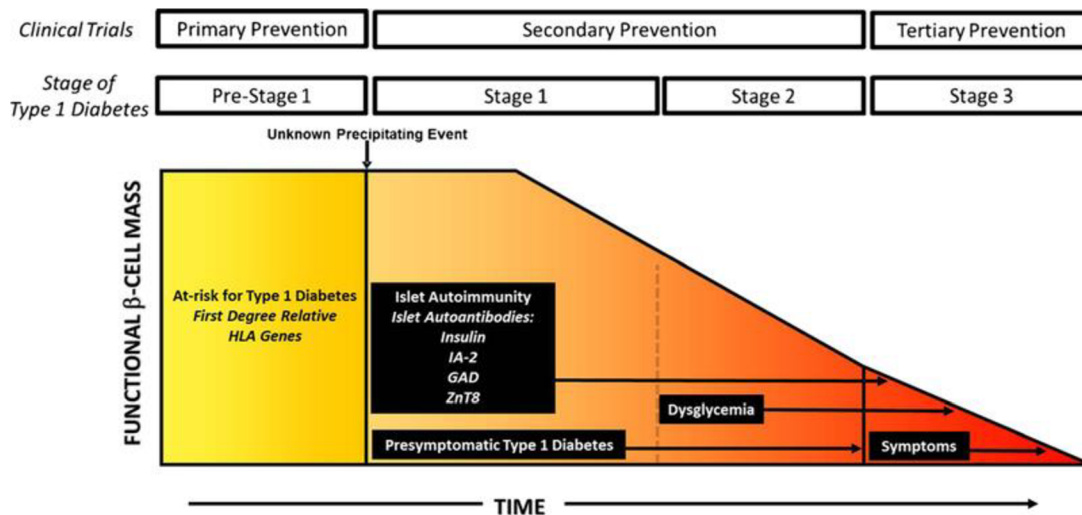 Clinical Trials
Primary Prevention
Secondary Prevention
Tertiary Prevention
Stage of
Type 1 Diabetes
Pre-Stage 1
Stage 1
Stage 2
Stage 3
Unknown Precipitating Event
FUNCTIONAL β-CELL MASS
At-risk for Type 1 Diabetes
First Degree Relative
HLA Genes
Islet Autoimmunity
Islet Autoantibodies:
Insulin
IA-2
GAD
ZnT8
Dysglycemia
Presymptomatic Type 1 Diabetes
Symptoms
TIME